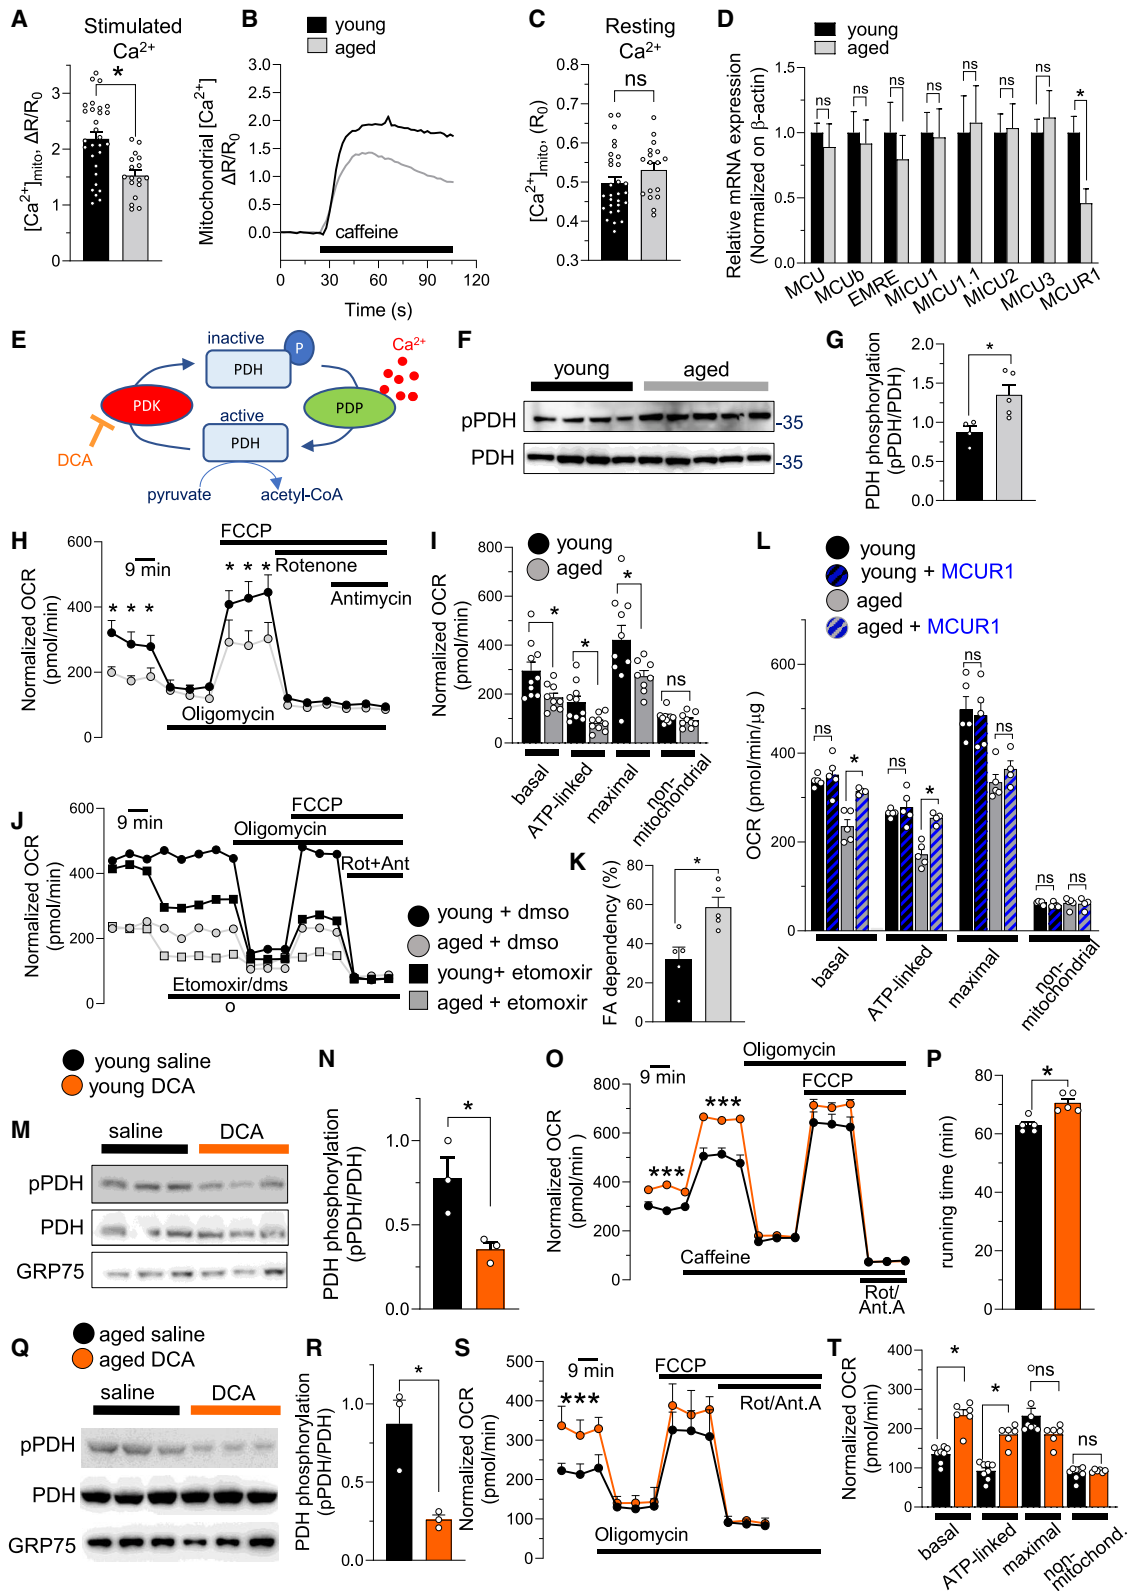 A
Stimulated
Ca2+
[Ca2+]mito, ΔR/R0
3
2
1
0
*
B
young
aged
Mitochondrial [Ca2+]
ΔR/R0
3.0
2.0
1.0
0.0
caffeine
0
30
60
90
120
Time (s)
C
Resting
Ca2+
[Ca2+]mito, (R0)
0.8
0.7
0.6
0.5
0.4
0.3
ns
D
young
aged
Relative mRNA expression
(Normalized on β-actin)
1.5
1.0
0.5
0.0
ns
ns
ns
ns
ns
ns
ns
*
MCU
MCUb
EMRE
MICU1
MICU1.1
MICU2
MICU3
MCUR1
E
inactive
P
PDH
Ca2+
PDK
PDP
active
PDH
DCA
pyruvate
acetyl-CoA
F
young
aged
pPDH
-35
PDH
-35
G
PDH phosphorylation
(pPDH/PDH)
2.0
1.5
1.0
0.5
0.0
*
H
Normalized OCR
(pmol/min)
600
400
200
0
9 min
FCCP
Rotenone
Antimycin
* * *
* * *
Oligomycin
I
young
aged
Normalized OCR
(pmol/min)
800
600
400
200
0
*
*
*
ns
basal
ATP-linked
maximal
non-
mitochondrial
L
young
young + MCUR1
aged
aged + MCUR1
OCR (pmol/min/µg)
600
400
200
0
ns
*
ns
*
ns
ns
ns
ns
basal
ATP-linked
maximal
non-
mitochondrial
J
Normalized OCR
(pmol/min)
600
400
200
0
9 min
FCCP
Oligomycin
Rot+Ant
Etomoxir/dms
o
young + dmso
aged + dmso
young+ etomoxir
aged + etomoxir
K
FA dependency (%)
80
60
40
20
0
*
young saline
young DCA
M
saline
DCA
pPDH
PDH
GRP75
N
PDH phosphorylation
(pPDH/PDH)
1.0
0.5
0.0
*
O
Normalized OCR
(pmol/min )
800
600
400
200
0
9 min
Oligomycin
FCCP
***
***
Caffeine
Rot/
Ant.A
P
running time (min)
80
60
40
20
0
*
Q
aged saline
aged DCA
saline
DCA
pPDH
PDH
GRP75
R
PDH phosphorylation
(pPDH/PDH)
1.0
0.5
0.0
*
S
Normalized OCR
(pmol/min)
500
400
300
200
100
0
9 min
FCCP
Rot/Ant.A
***
Oligomycin
T
Normalized OCR
(pmol/min)
400
300
200
100
0
*
*
ns
ns
basal
ATP-linked
maximal
non-
mitochond.